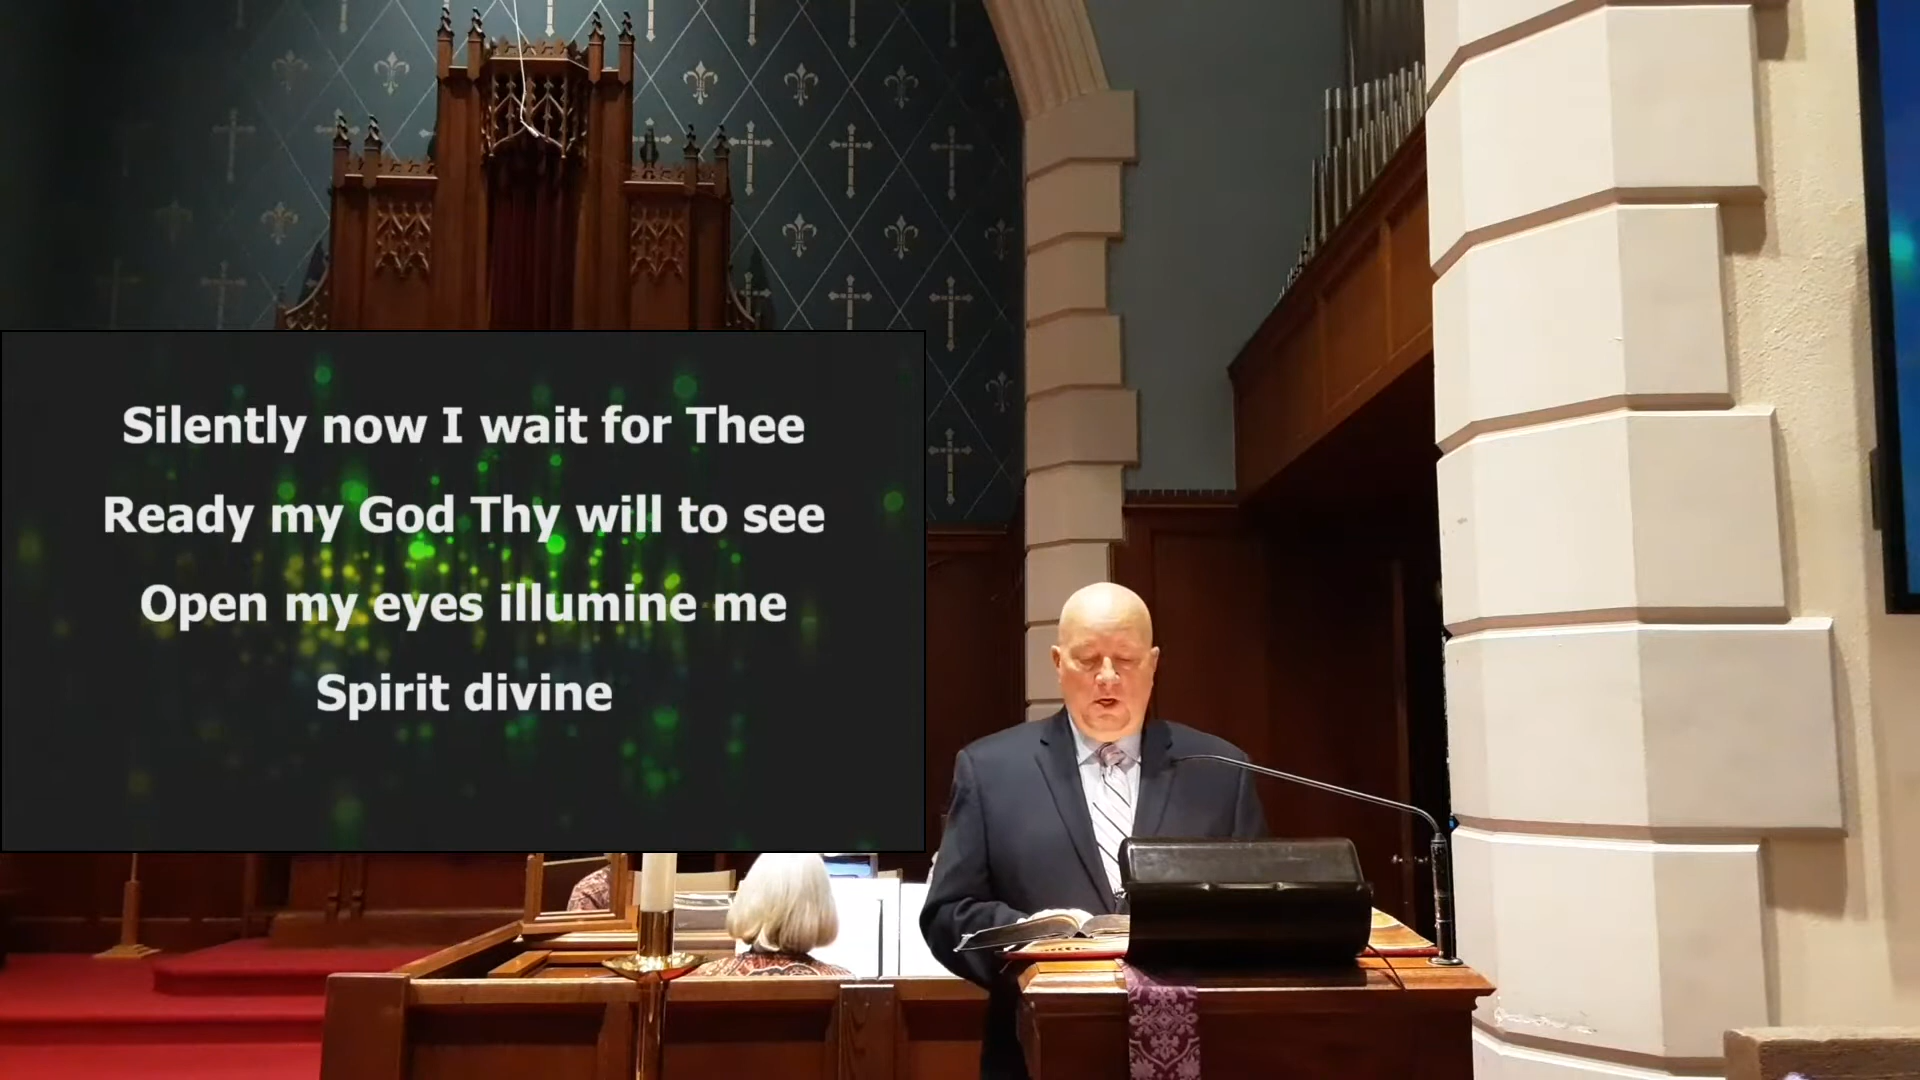 Silently now I wait for Thee
Ready my God Thy will to see
Open my eyes illumine me
Spirit divine